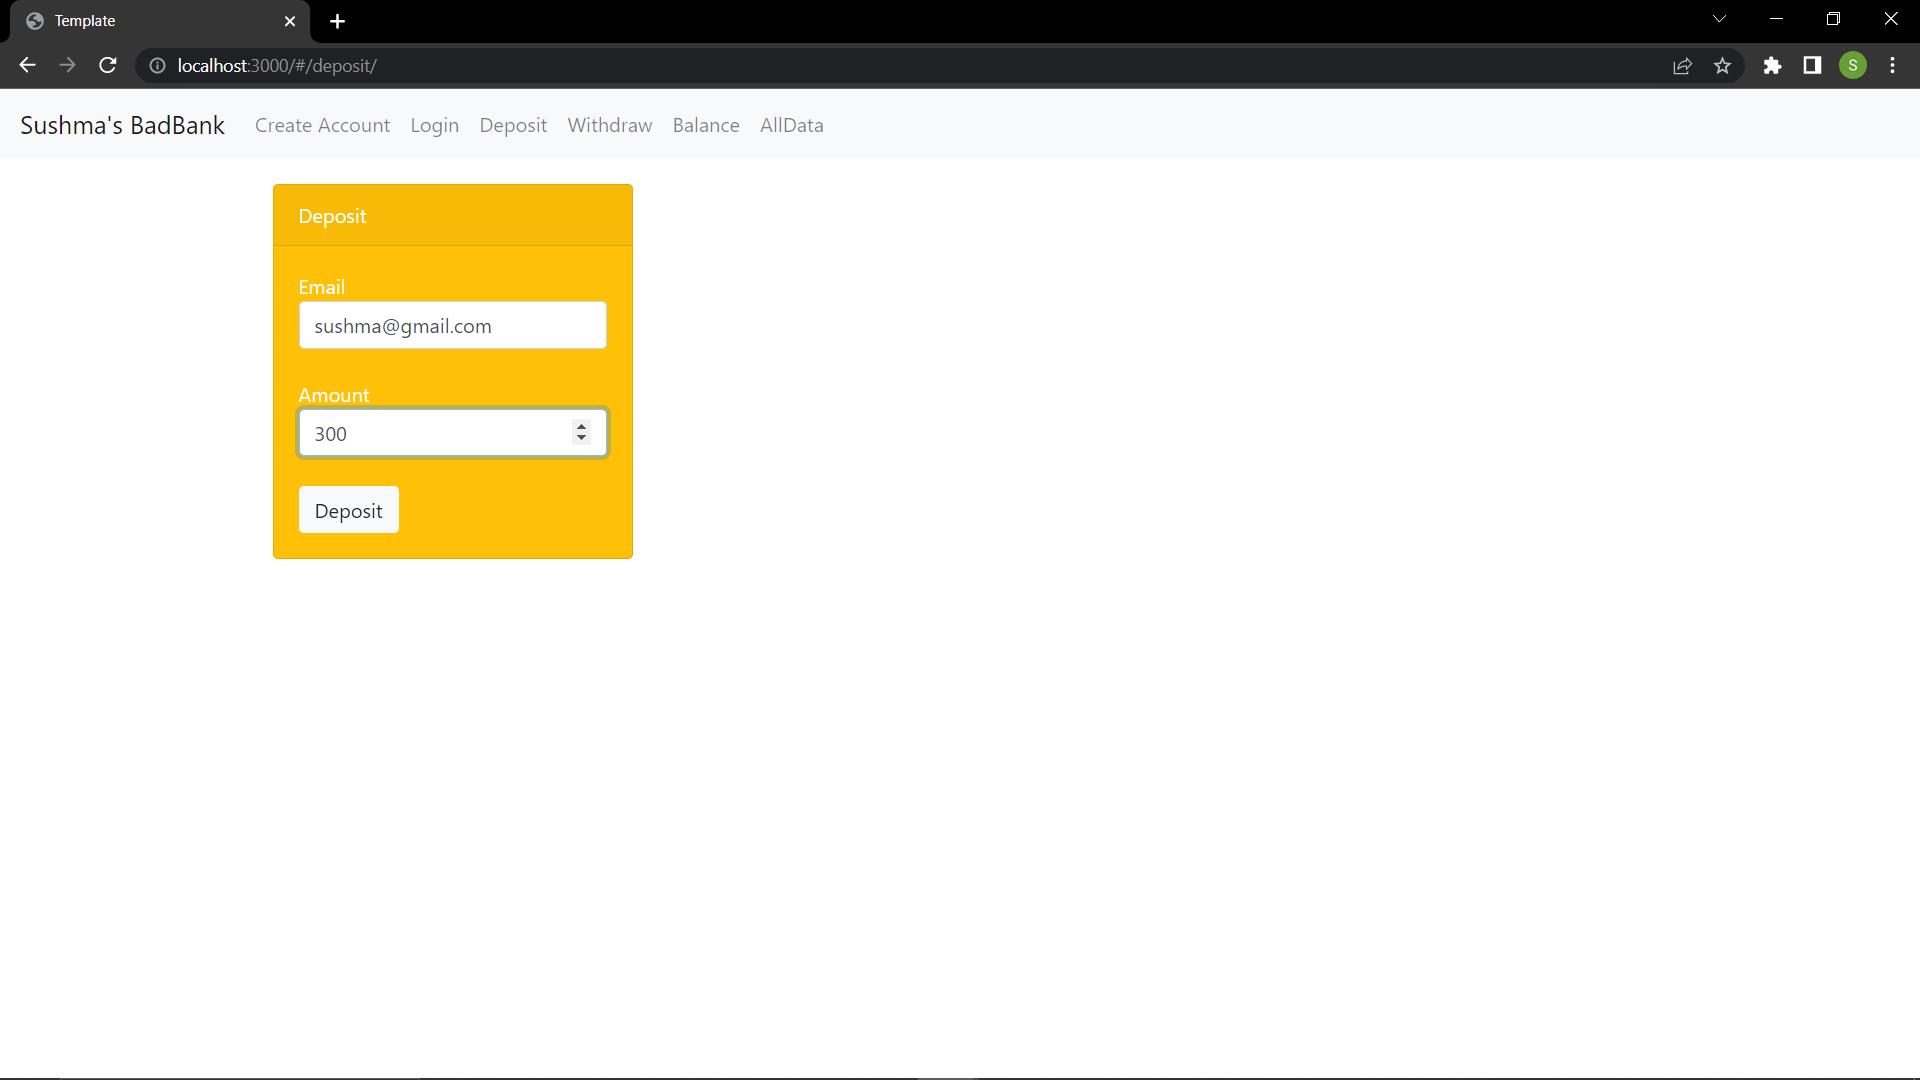 Template
localhost:3000/#/deposit/
S
Sushma's BadBank Create Account Login Deposit Withdraw Balance AllData
Deposit
Email
sushma@gmail.com
Amount
300
Deposit